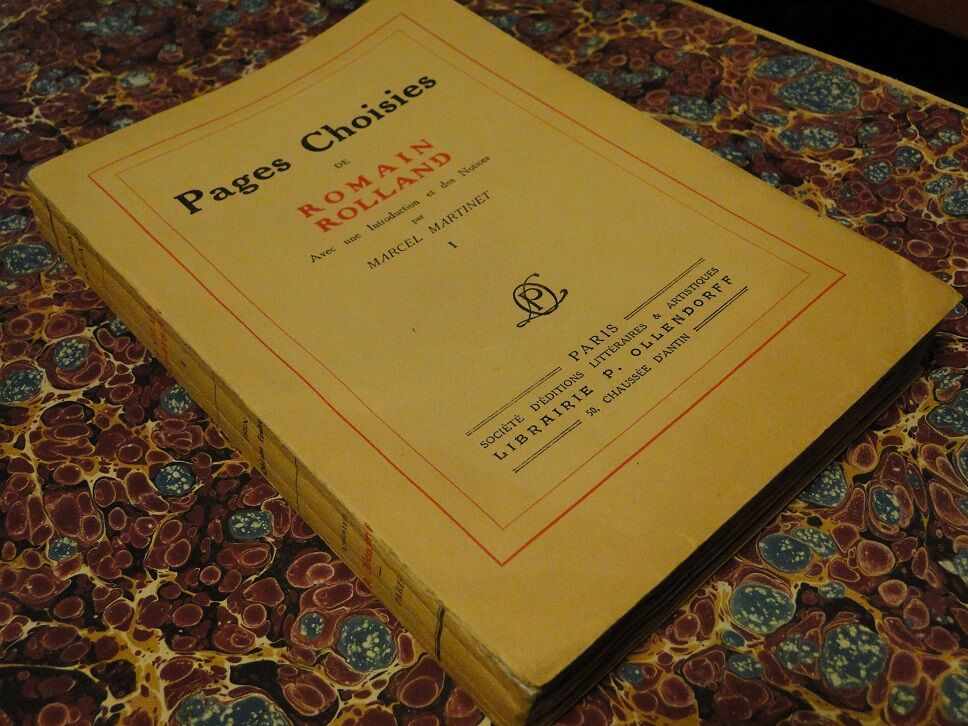 Pages Choisies
DE
ROMAIN
ROLLAND
Avec une Introduction et des Notices
par
MARCEL MARTINET
I
PARIS
SOCIÉTÉ D'ÉDITIONS LITTÉRAIRES & ARTISTIQUES
LIBRAIRIE P. OLLENDORFF
50, CHAUSSÉE D'ANTIN